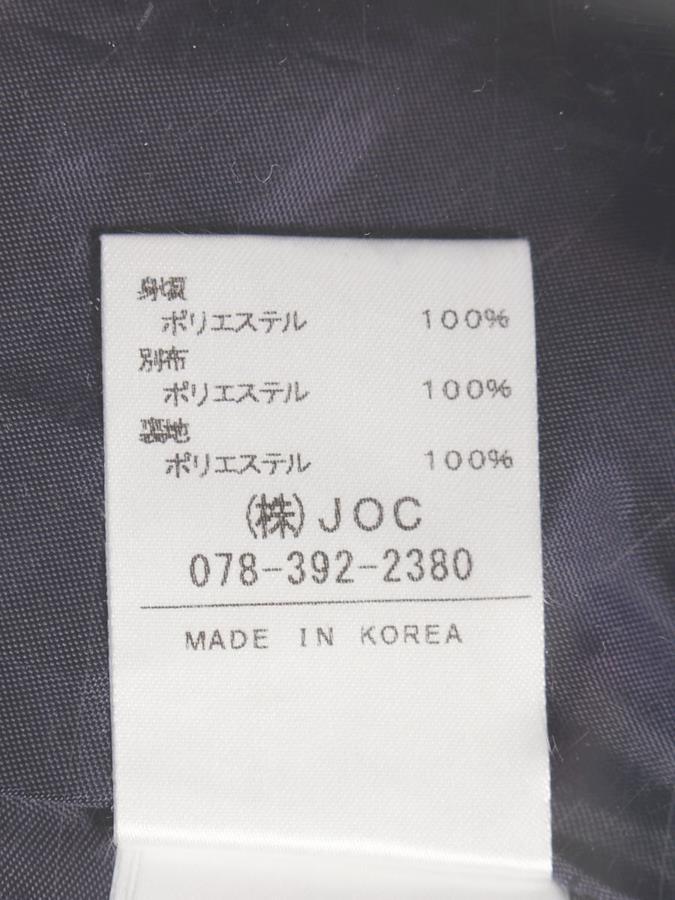 身頃
ポリエステル 100%
別布
ポリエステル 100%
裏地
ポリエステル 100%
(株)JOC
078-392-2380
MADE IN KOREA